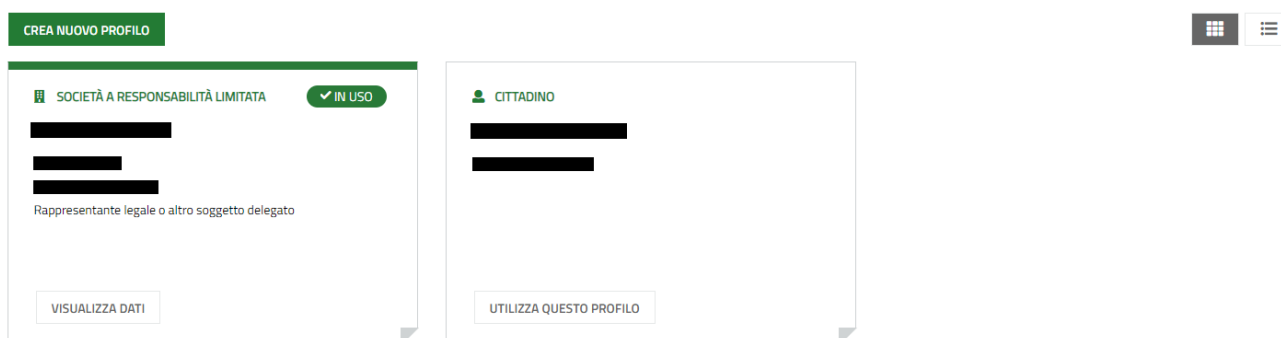 CREA NUOVO PROFILO
SOCIETÀ A RESPONSABILITÀ LIMITATA
IN USO
Rappresentante legale o altro soggetto delegato
VISUALIZZA DATI
CITTADINO
UTILIZZA QUESTO PROFILO